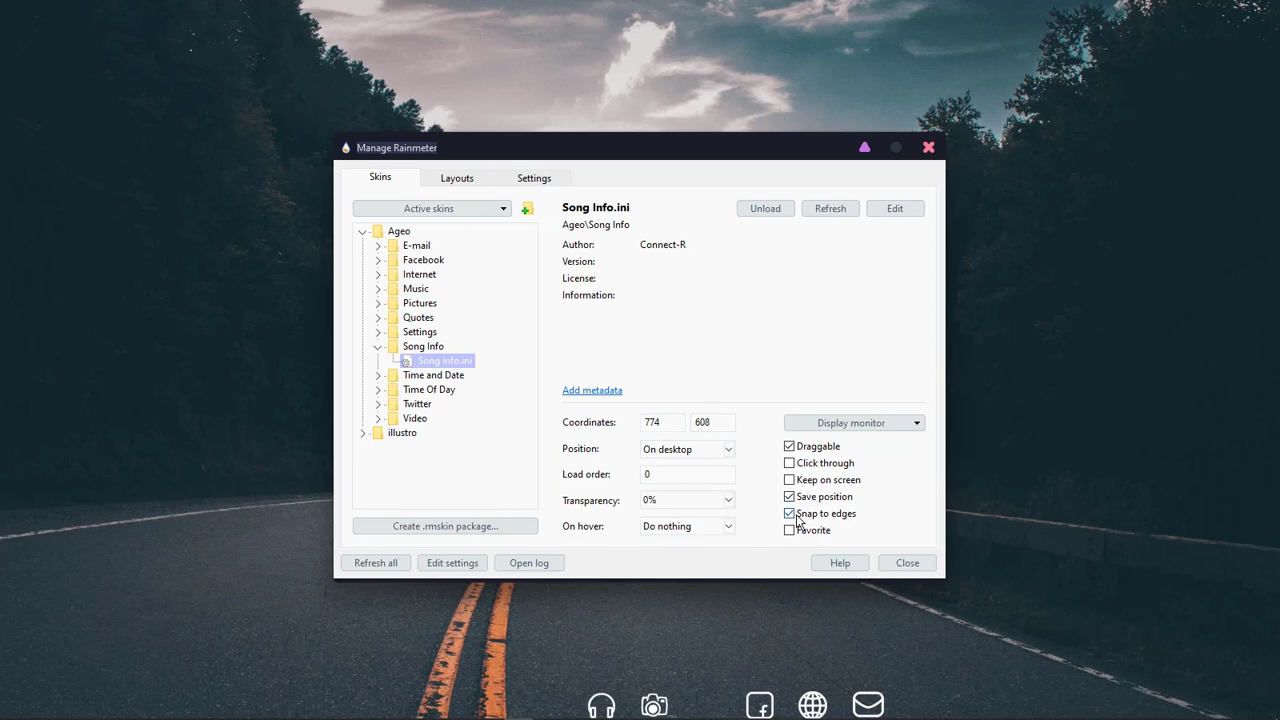 Manage Rainmeter
Skins
Layouts
Settings
Active skins
Ageo
E-mail
Facebook
Internet
Music
Pictures
Quotes
Settings
Song Info
Song Info.ini
Time and Date
Time Of Day
Twitter
Video
illustro
Create .rmskin package...
Song Info.ini
Unload
Refresh
Edit
Ageo\Song Info
Author: Connect-R
Version:
License:
Information:
Add metadata
Coordinates: 774 608
Position: On desktop
Load order: 0
Transparency: 0%
On hover: Do nothing
Display monitor
Draggable
Click through
Keep on screen
Save position
Snap to edges
Favorite
Refresh all
Edit settings
Open log
Help
Close